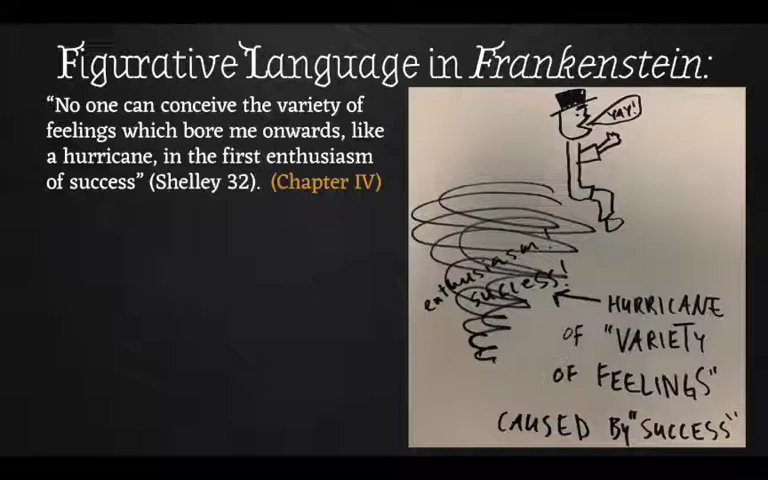 Figurative Language in Frankenstein:
“No one can conceive the variety of
feelings which bore me onwards, like
a hurricane, in the first enthusiasm
of success” (Shelley 32). (Chapter IV)
YAY!
enthusiasm!
success!
HURRICANE
OF "VARIETY
OF FEELINGS"
CAUSED BY "SUCCESS"